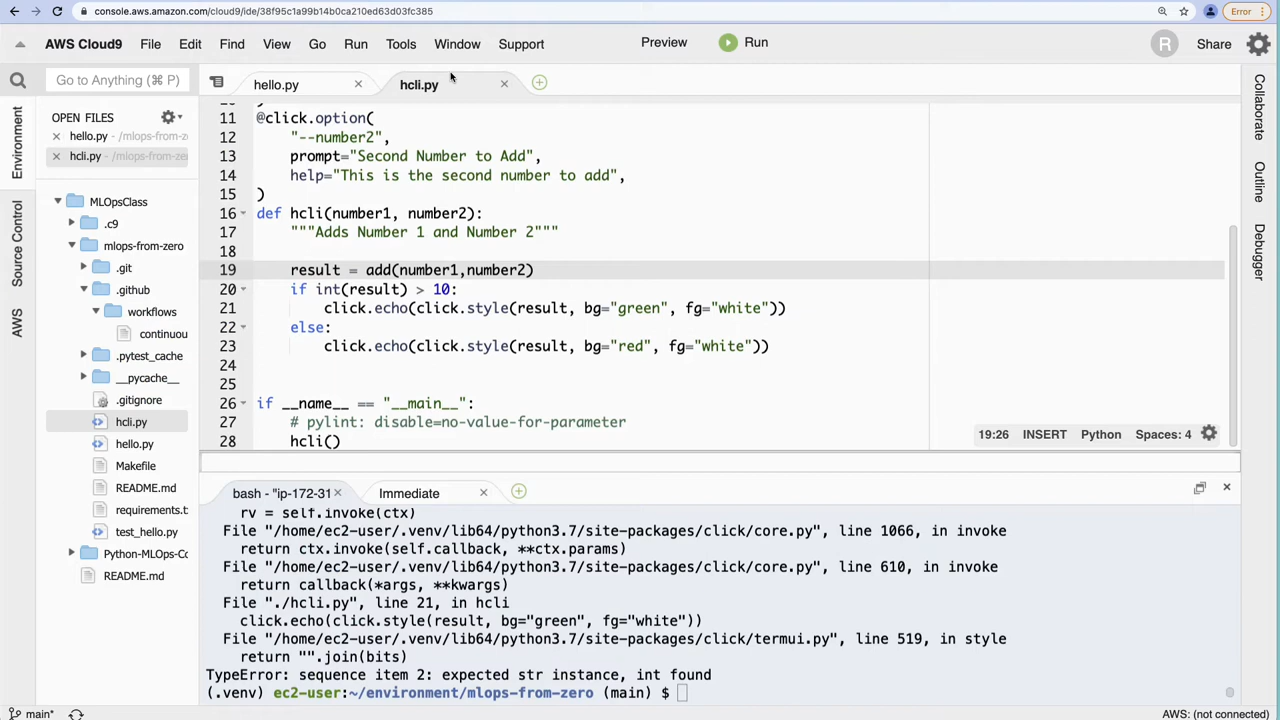 console.aws.amazon.com/cloud9/ide/38f95c1a99b14b0ca210ed63d03fc385
Error
AWS Cloud9 File Edit Find View Go Run Tools Window Support Preview Run R Share
Go to Anything (⌘ P)
hello.py hcli.py
OPEN FILES
hello.py - /mlops-from-ze
hcli.py - /mlops-from-zero
MLOpsClass
.c9
mlops-from-zero
.git
.github
workflows
continuou
.pytest_cache
__pycache__
.gitignore
hcli.py
hello.py
Makefile
README.md
requirements.t
test_hello.py
Python-MLOps-Co
README.md
Environment
Source Control
AWS
11 @click.option(
12 "--number2",
13 prompt="Second Number to Add",
14 help="This is the second number to add",
15 )
16 def hcli(number1, number2):
17 """Adds Number 1 and Number 2"""
18
19 result = add(number1,number2)
20 if int(result) > 10:
21 click.echo(click.style(result, bg="green", fg="white"))
22 else:
23 click.echo(click.style(result, bg="red", fg="white"))
24
25
26 if __name__ == "__main__":
27 # pylint: disable=no-value-for-parameter
28 hcli()
19:26 INSERT Python Spaces: 4
Collaborate
Outline
Debugger
bash - "ip-172-31 Immediate
rv = self.invoke(ctx)
File "/home/ec2-user/.venv/lib64/python3.7/site-packages/click/core.py", line 1066, in invoke
return ctx.invoke(self.callback, **ctx.params)
File "/home/ec2-user/.venv/lib64/python3.7/site-packages/click/core.py", line 610, in invoke
return callback(*args, **kwargs)
File "./hcli.py", line 21, in hcli
click.echo(click.style(result, bg="green", fg="white"))
File "/home/ec2-user/.venv/lib64/python3.7/site-packages/click/termui.py", line 519, in style
return "".join(bits)
TypeError: sequence item 2: expected str instance, int found
(.venv) ec2-user:~/environment/mlops-from-zero (main) $
main* AWS: (not connected)